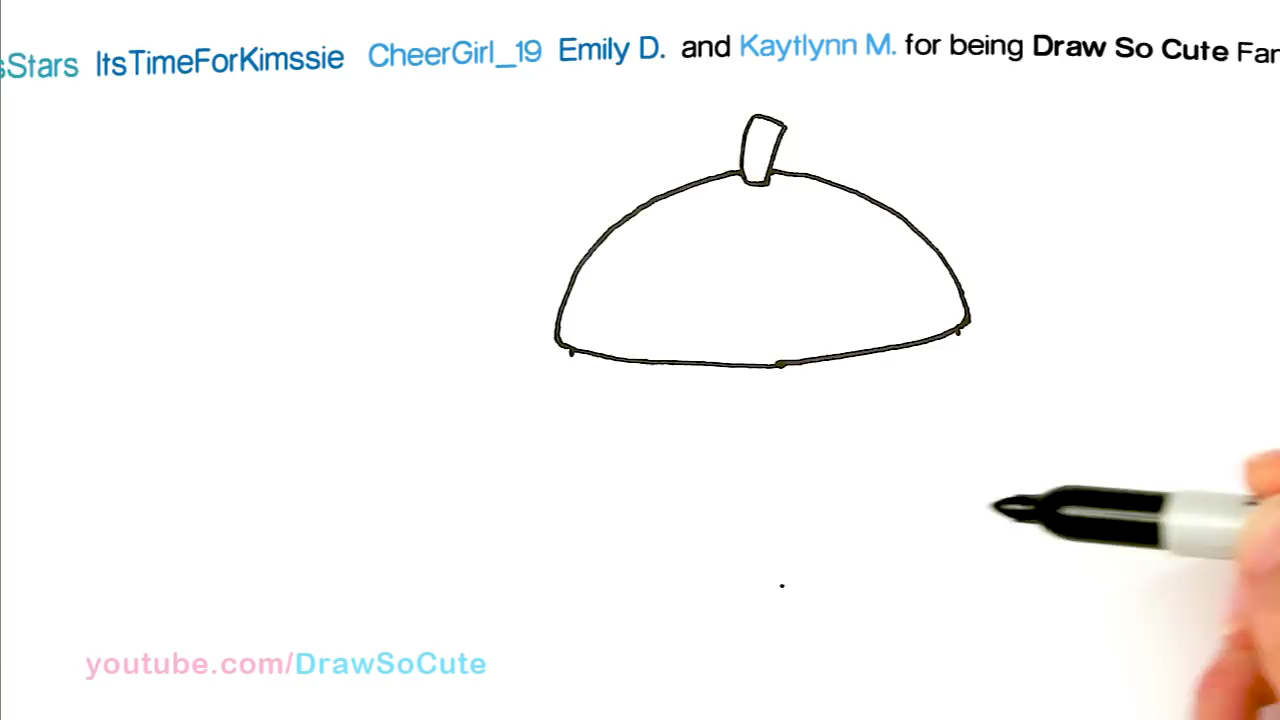 sStars ItsTimeForKimssie CheerGirl_19 Emily D. and Kaytlynn M. for being Draw So Cute Fan
youtube.com/DrawSoCute